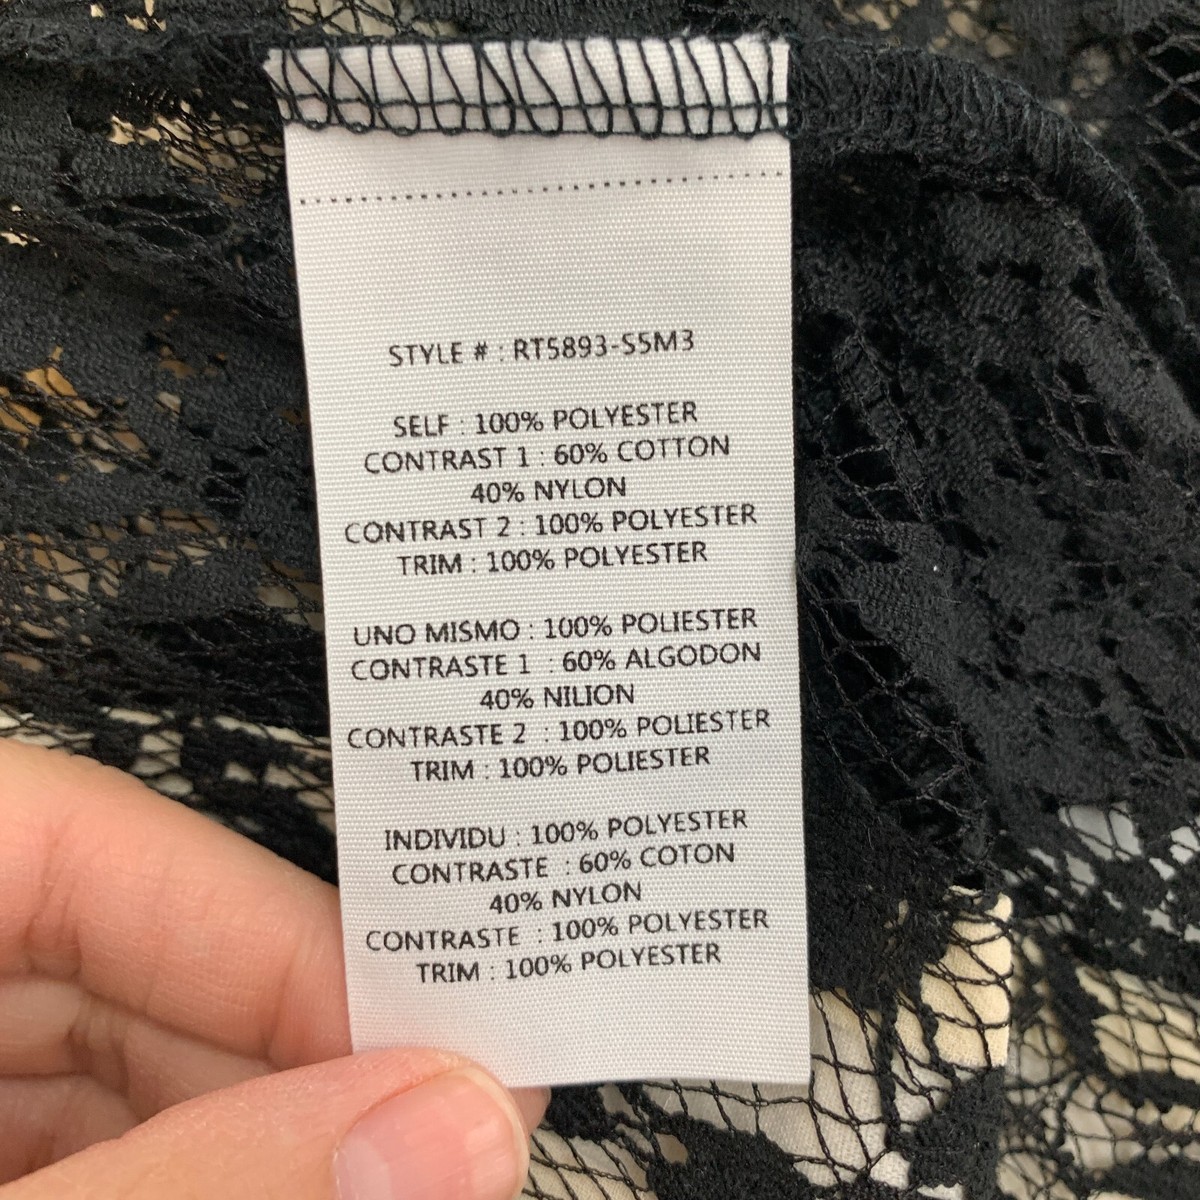 STYLE # : RT5893-S5M3
SELF : 100% POLYESTER
CONTRAST 1 : 60% COTTON
40% NYLON
CONTRAST 2 : 100% POLYESTER
TRIM : 100% POLYESTER
UNO MISMO : 100% POLIESTER
CONTRASTE 1 : 60% ALGODON
40% NILION
CONTRASTE 2 : 100% POLIESTER
TRIM : 100% POLIESTER
INDIVIDU : 100% POLYESTER
CONTRASTE : 60% COTON
40% NYLON
CONTRASTE : 100% POLYESTER
TRIM : 100% POLYESTER